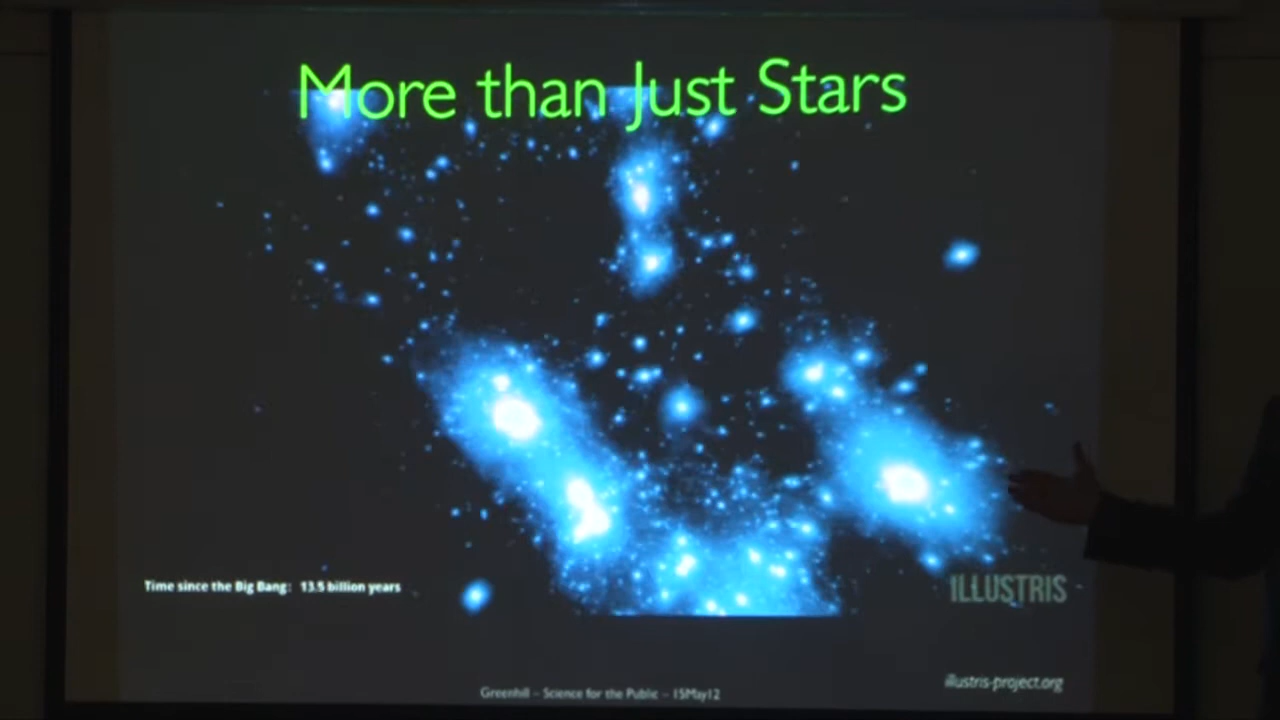 More than Just Stars
Time since the Big Bang: 13.5 billion years
ILLUSTRIS
illustris-project.org
Greenhill – Science for the Public – 15May12